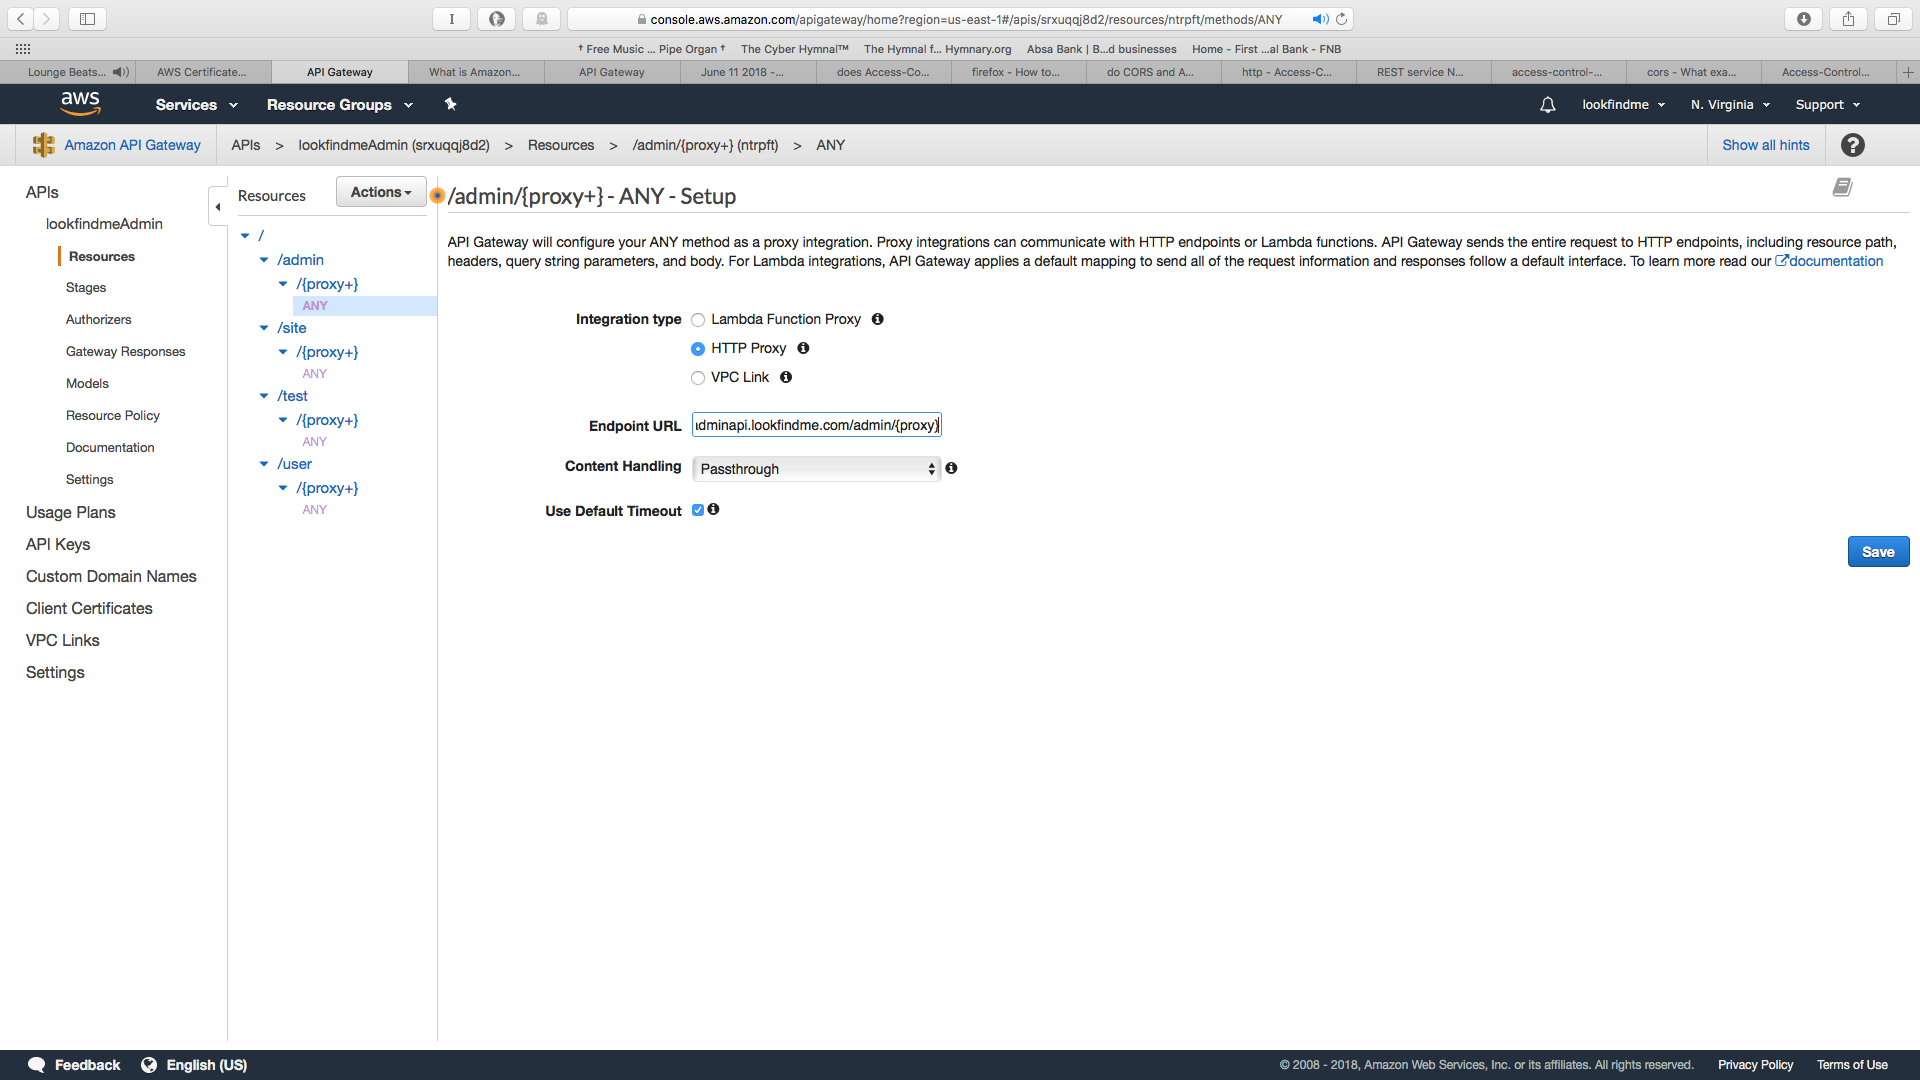 console.aws.amazon.com/apigateway/home?region=us-east-1#/apis/srxuqqj8d2/resources/ntrpft/methods/ANY
† Free Music ... Pipe Organ † The Cyber Hymnal™ The Hymnal f... Hymnary.org Absa Bank | B...d businesses Home - First ...al Bank - FNB
Lounge Beats... AWS Certificate... API Gateway What is Amazon... API Gateway June 11 2018 -... does Access-Co... firefox - How to... do CORS and A... http - Access-C... REST service N... access-control-... cors - What exa... Access-Control...
aws Services Resource Groups lookfindme N. Virginia Support
Amazon API Gateway APIs > lookfindmeAdmin (srxuqqj8d2) > Resources > /admin/{proxy+} (ntrpft) > ANY Show all hints
APIs
lookfindmeAdmin
Resources
Stages
Authorizers
Gateway Responses
Models
Resource Policy
Documentation
Settings
Usage Plans
API Keys
Custom Domain Names
Client Certificates
VPC Links
Settings
Resources Actions
/
/admin
/{proxy+}
ANY
/site
/{proxy+}
ANY
/test
/{proxy+}
ANY
/user
/{proxy+}
ANY
/admin/{proxy+} - ANY - Setup
API Gateway will configure your ANY method as a proxy integration. Proxy integrations can communicate with HTTP endpoints or Lambda functions. API Gateway sends the entire request to HTTP endpoints, including resource path,
headers, query string parameters, and body. For Lambda integrations, API Gateway applies a default mapping to send all of the request information and responses follow a default interface. To learn more read our documentation
Integration type Lambda Function Proxy
HTTP Proxy
VPC Link
Endpoint URL adminapi.lookfindme.com/admin/{proxy}
Content Handling Passthrough
Use Default Timeout
Save
Feedback English (US) © 2008 - 2018, Amazon Web Services, Inc. or its affiliates. All rights reserved. Privacy Policy Terms of Use